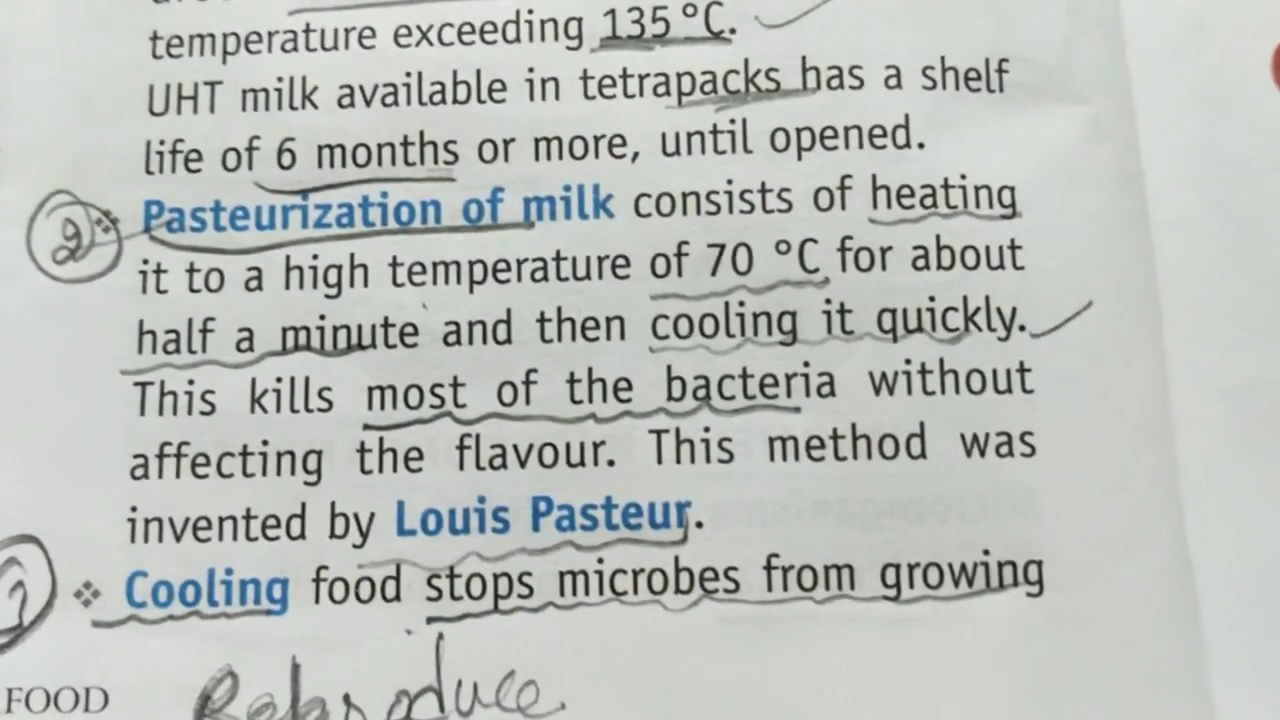 temperature exceeding 135 °C.
UHT milk available in tetrapacks has a shelf
life of 6 months or more, until opened.
2 ❖ Pasteurization of milk consists of heating
it to a high temperature of 70 °C for about
half a minute and then cooling it quickly.
This kills most of the bacteria without
affecting the flavour. This method was
invented by Louis Pasteur.
❖ Cooling food stops microbes from growing
FOOD